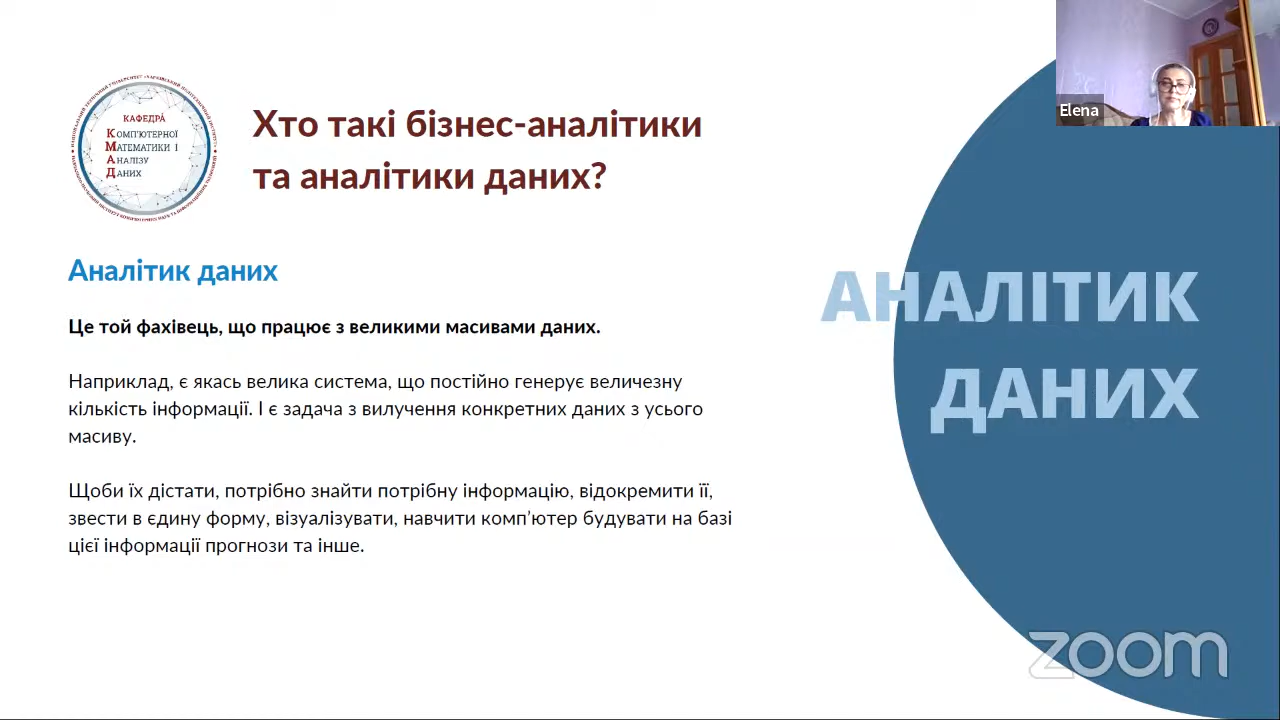 Elena
КАФЕДРА
КОМП'ЮТЕРНОЇ
МАТЕМАТИКИ І
АНАЛІЗУ
ДАНИХ
Хто такі бізнес-аналітики
та аналітики даних?
Аналітик даних
Це той фахівець, що працює з великими масивами даних.
Наприклад, є якась велика система, що постійно генерує величезну
кількість інформації. І є задача з вилучення конкретних даних з усього
масиву.
Щоби їх дістати, потрібно знайти потрібну інформацію, відокремити її,
звести в єдину форму, візуалізувати, навчити комп’ютер будувати на базі
цієї інформації прогнози та інше.
АНАЛІТИК
ДАНИХ
zoom